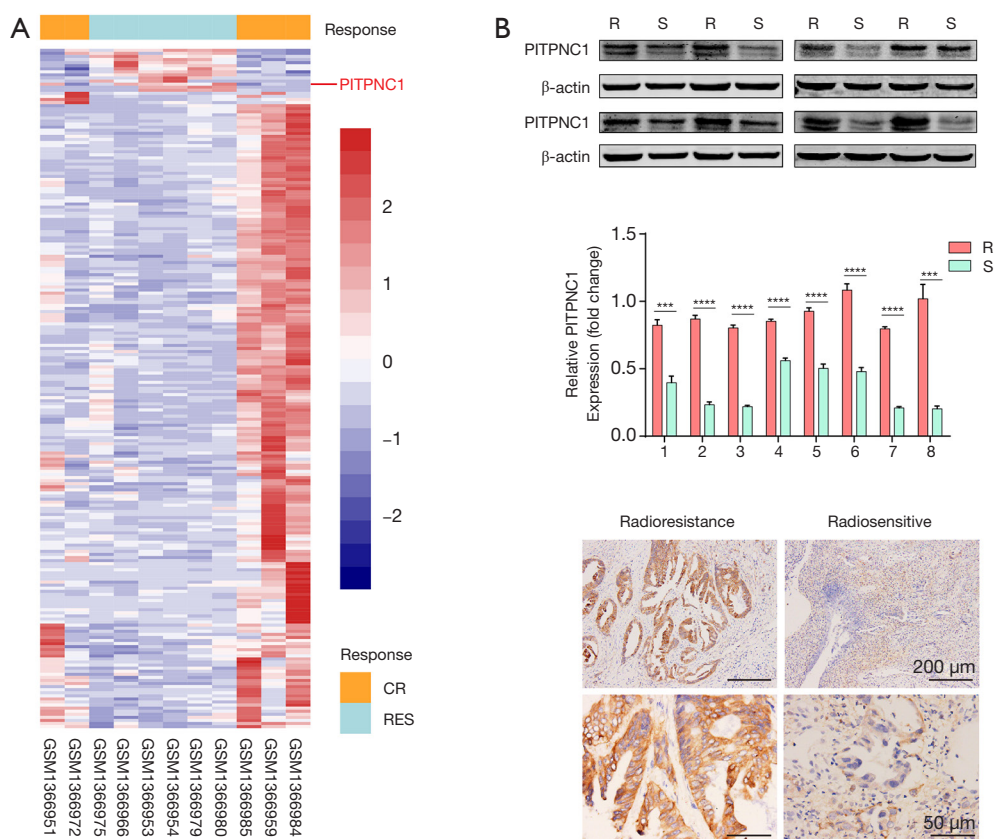 A
Response
PITPNC1
2
1
0
−1
−2
Response
CR
RES
GSM1366951
GSM1366972
GSM1366975
GSM1366966
GSM1366953
GSM1366954
GSM1366979
GSM1366980
GSM1366985
GSM1366959
GSM1366984
B
R S R S R S R S
PITPNC1
β-actin
PITPNC1
β-actin
Relative PITPNC1
Expression (fold change)
1.5
1.0
0.5
0.0
*** **** **** **** **** **** **** ***
R
S
1 2 3 4 5 6 7 8
Radioresistance Radiosensitive
200 μm
50 μm